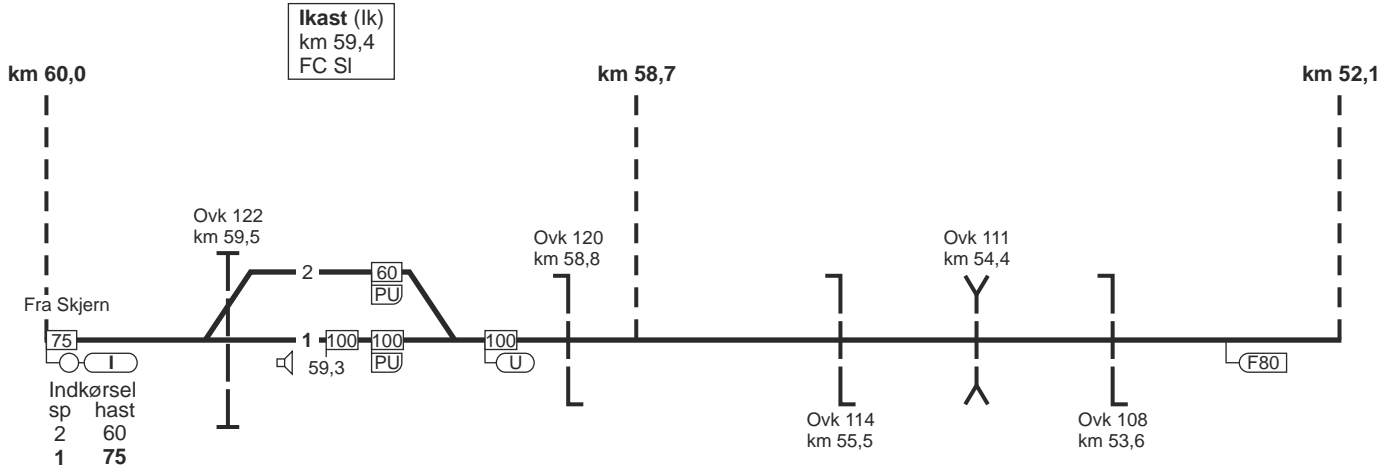 Ikast (Ik)
km 59,4
FC SI
km 60,0
km 58,7
km 52,1
Ovk 122
km 59,5
Ovk 120
km 58,8
Ovk 111
km 54,4
2
60
PU
Fra Skjern
75
1
100
100
100
I
59,3
PU
U
F80
Indkørsel
sp hast
2 60
1 75
Ovk 114
km 55,5
Ovk 108
km 53,6